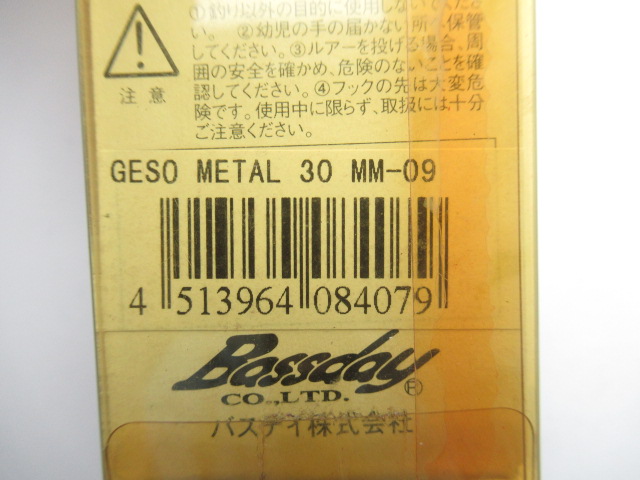 ①釣り以外の目的に使用しないでくださ
い。 ②幼児の手の届かない所へ保管
してください。③ルアーを投げる場合、周
囲の安全を確かめ、危険のないことを確
認してください。④フックの先は大変危
険です。使用中に限らず、取扱には十分
ご注意ください。
注意
GESO METAL 30 MM-09
4 513964 084079
Bassday ®
CO.,LTD.
バスデイ株式会社